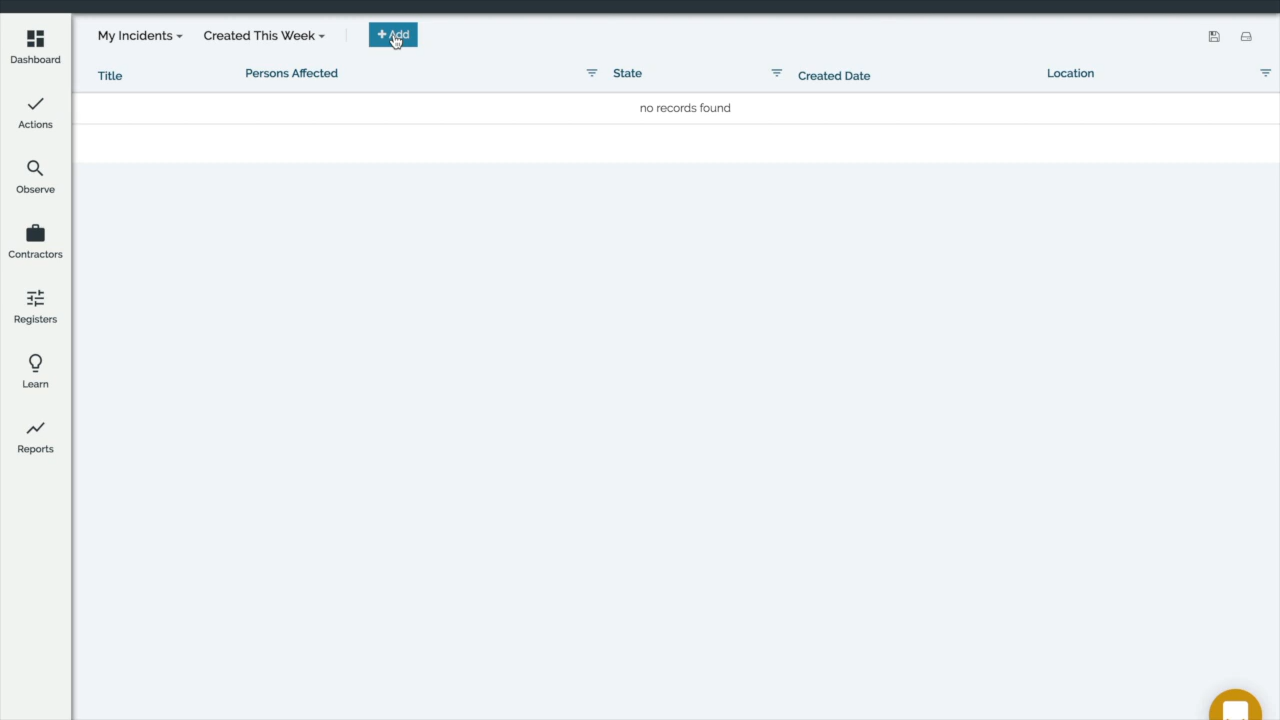 My Incidents
Created This Week
+ Add
Title
Persons Affected
State
Created Date
Location
no records found
Dashboard
Actions
Observe
Contractors
Registers
Learn
Reports